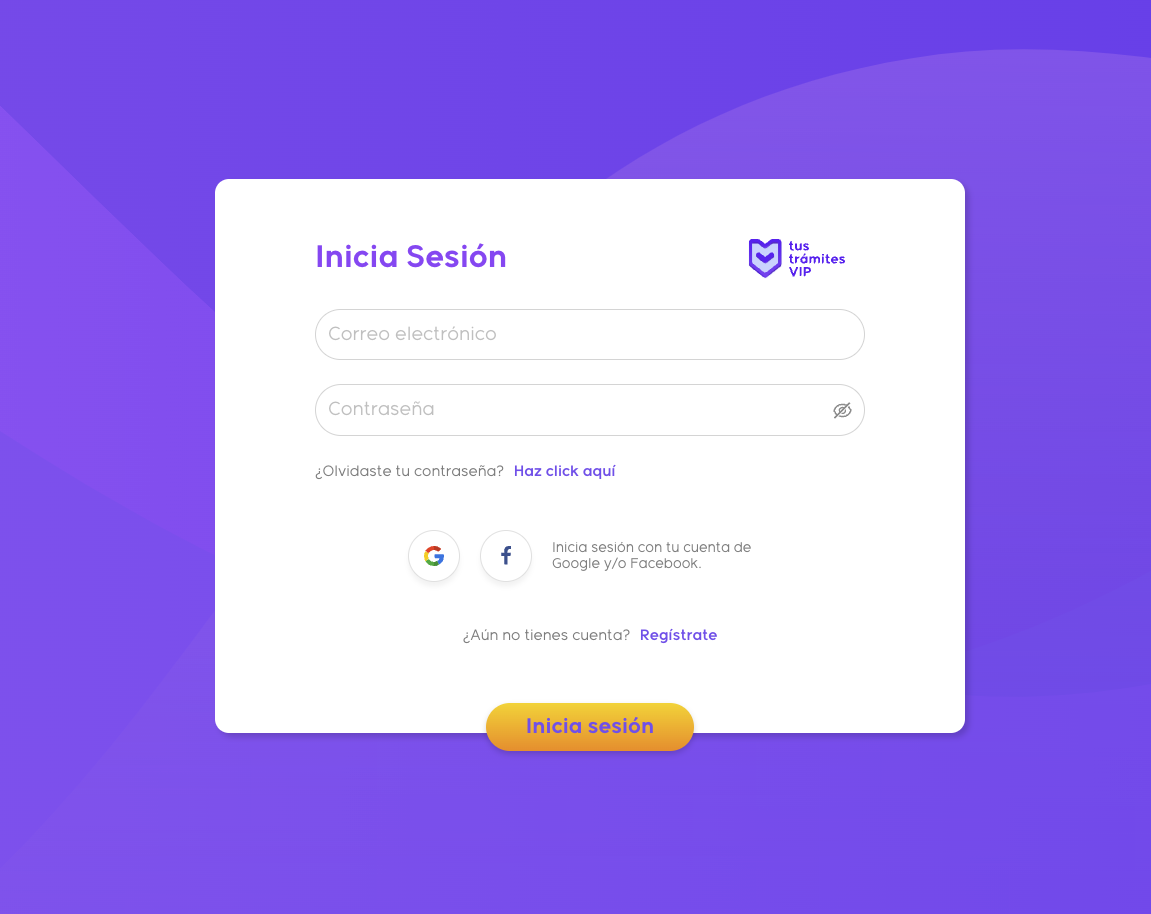 Inicia Sesión
tus
trámites
VIP
Correo electrónico
Contraseña
¿Olvidaste tu contraseña? Haz click aquí
Inicia sesión con tu cuenta de
Google y/o Facebook.
¿Aún no tienes cuenta? Regístrate
Inicia sesión